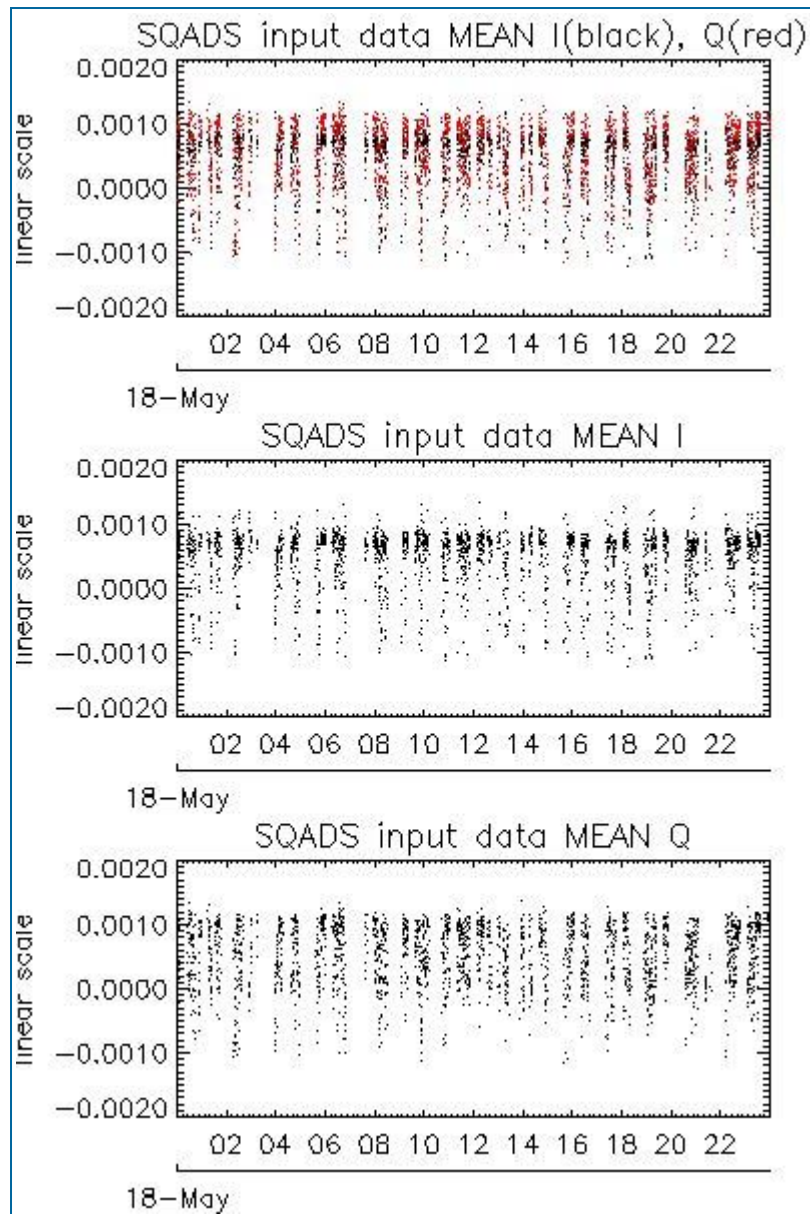 SQADS input data MEAN I(black), Q(red)
0.0020
0.0010
0.0000
−0.0010
−0.0020
linear scale
02 04 06 08 10 12 14 16 18 20 22
18−May
SQADS input data MEAN I
0.0020
0.0010
0.0000
−0.0010
−0.0020
linear scale
02 04 06 08 10 12 14 16 18 20 22
18−May
SQADS input data MEAN Q
0.0020
0.0010
0.0000
−0.0010
−0.0020
linear scale
02 04 06 08 10 12 14 16 18 20 22
18−May